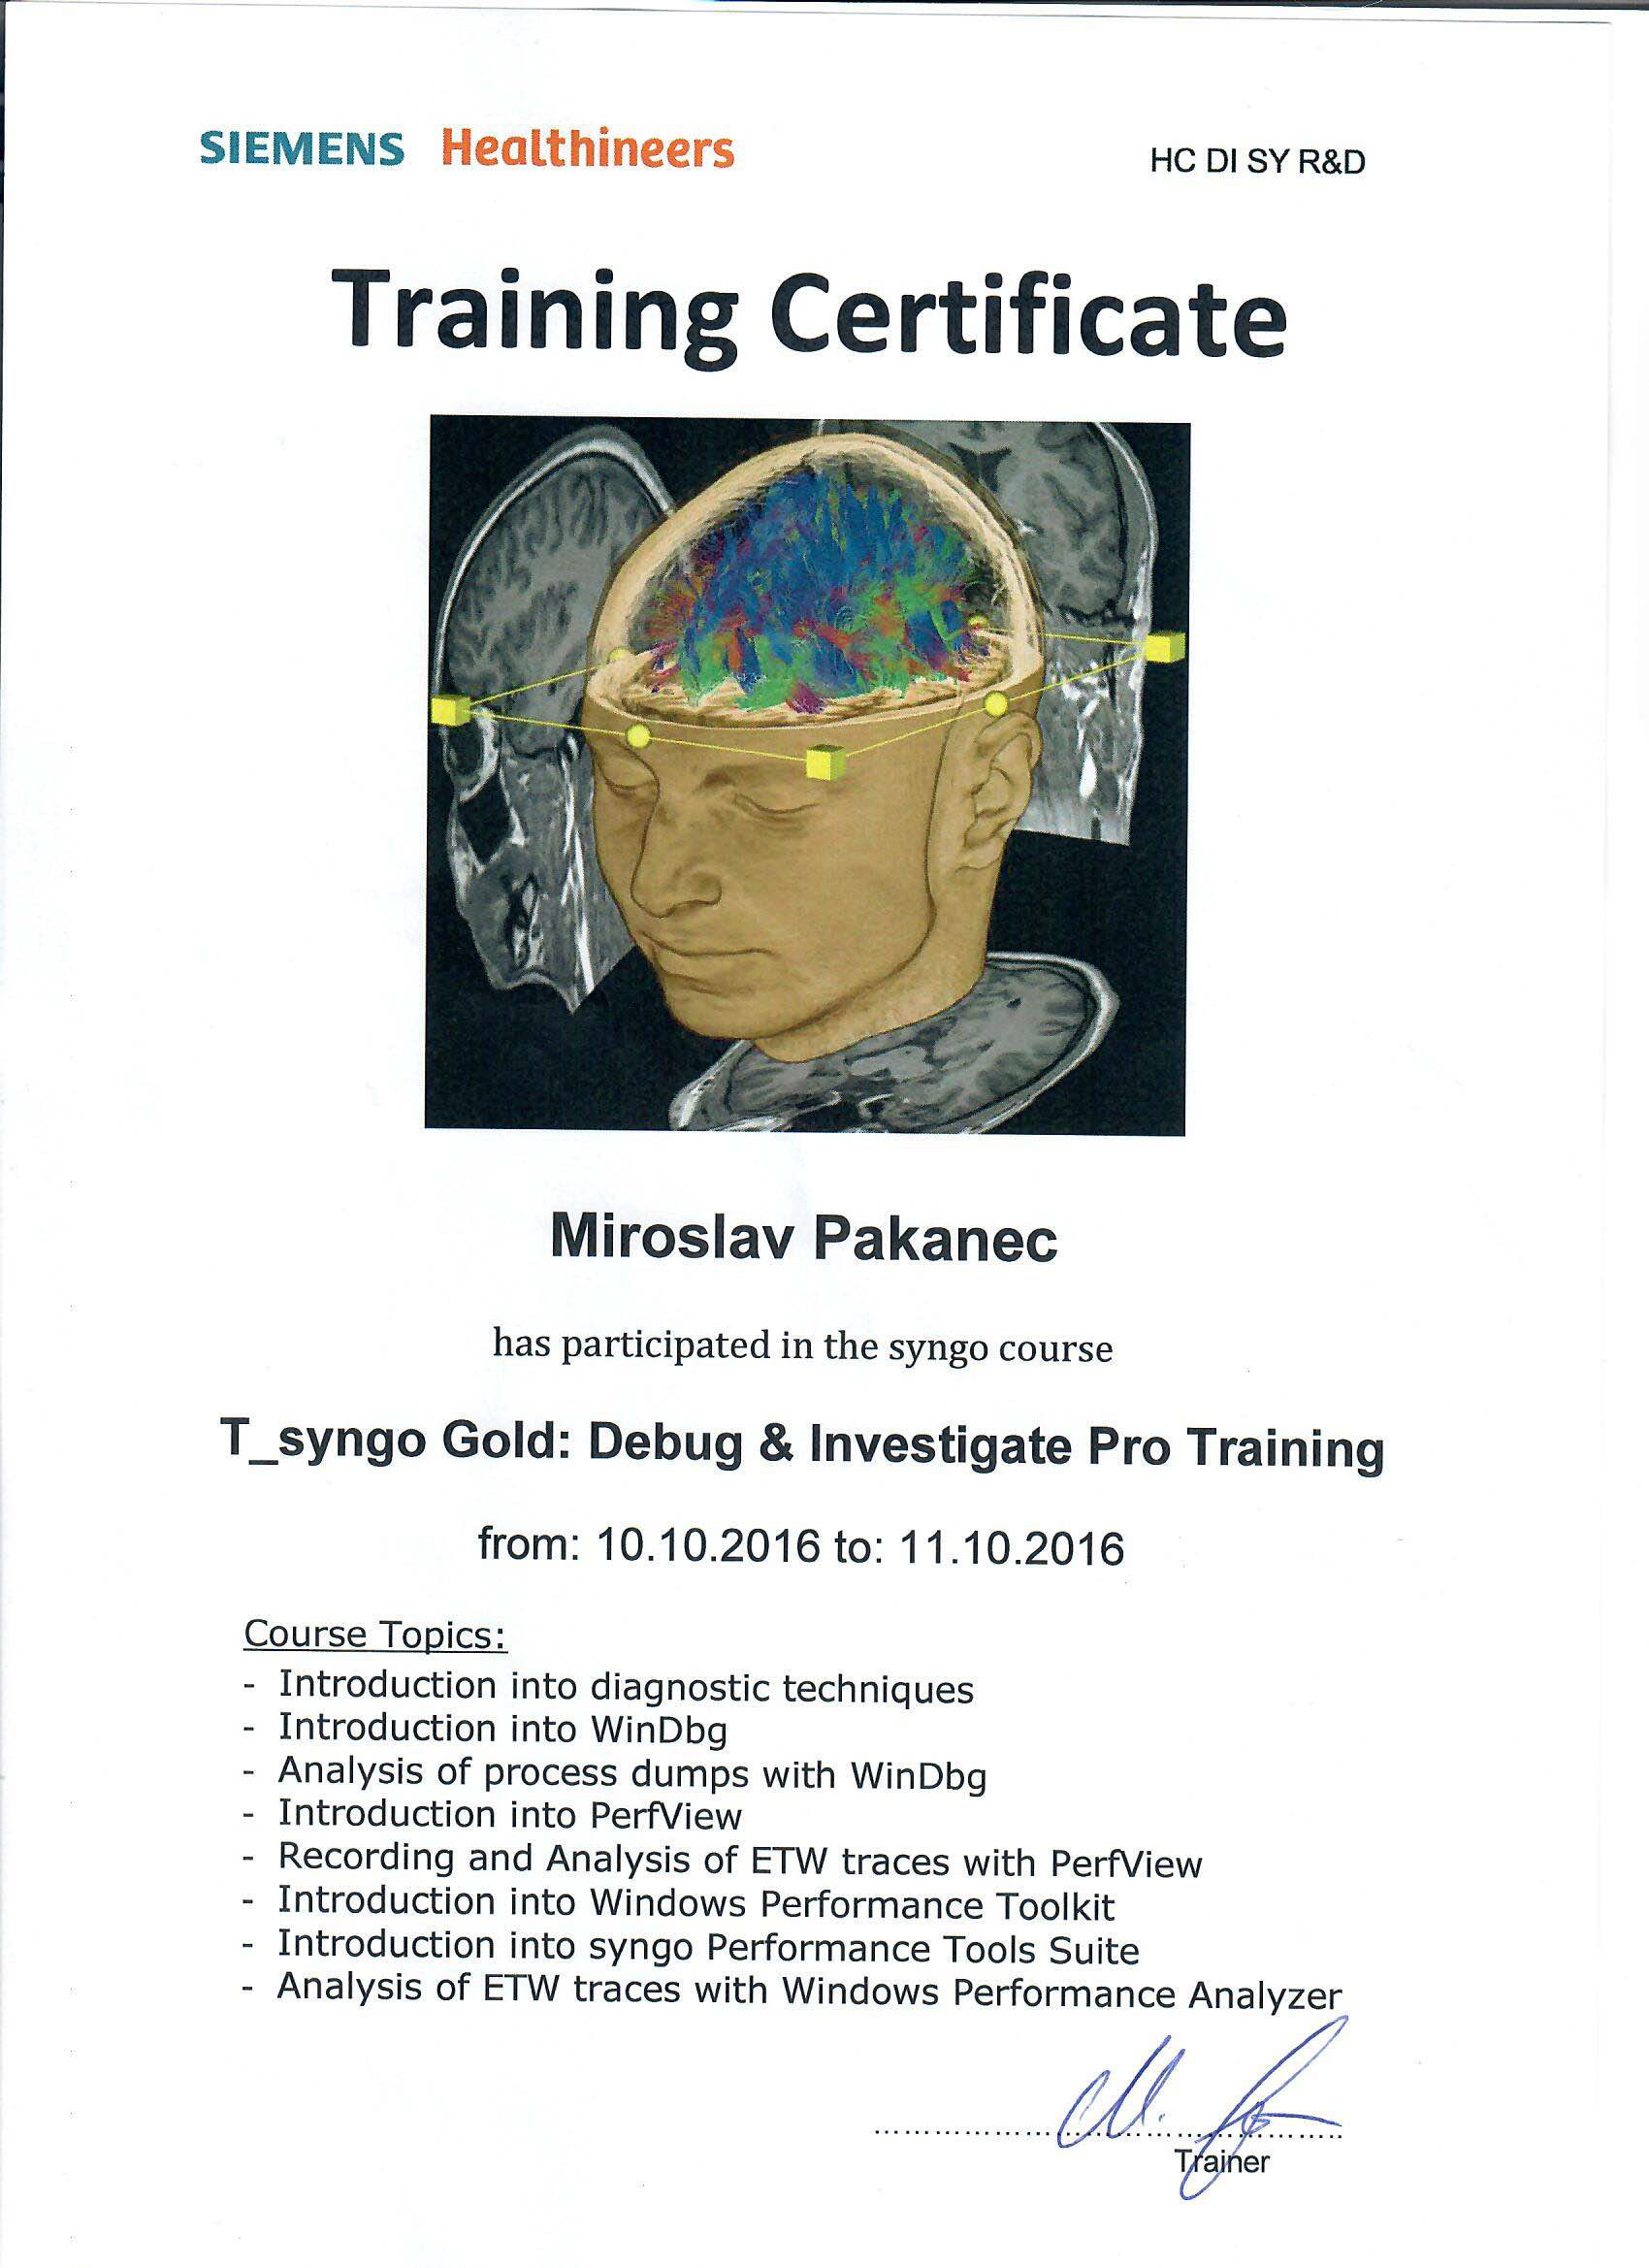 SIEMENS Healthineers
HC DI SY R&D
Training Certificate
Miroslav Pakanec
has participated in the syngo course
T_syngo Gold: Debug & Investigate Pro Training
from: 10.10.2016 to: 11.10.2016
Course Topics:
- Introduction into diagnostic techniques
- Introduction into WinDbg
- Analysis of process dumps with WinDbg
- Introduction into PerfView
- Recording and Analysis of ETW traces with PerfView
- Introduction into Windows Performance Toolkit
- Introduction into syngo Performance Tools Suite
- Analysis of ETW traces with Windows Performance Analyzer
Trainer